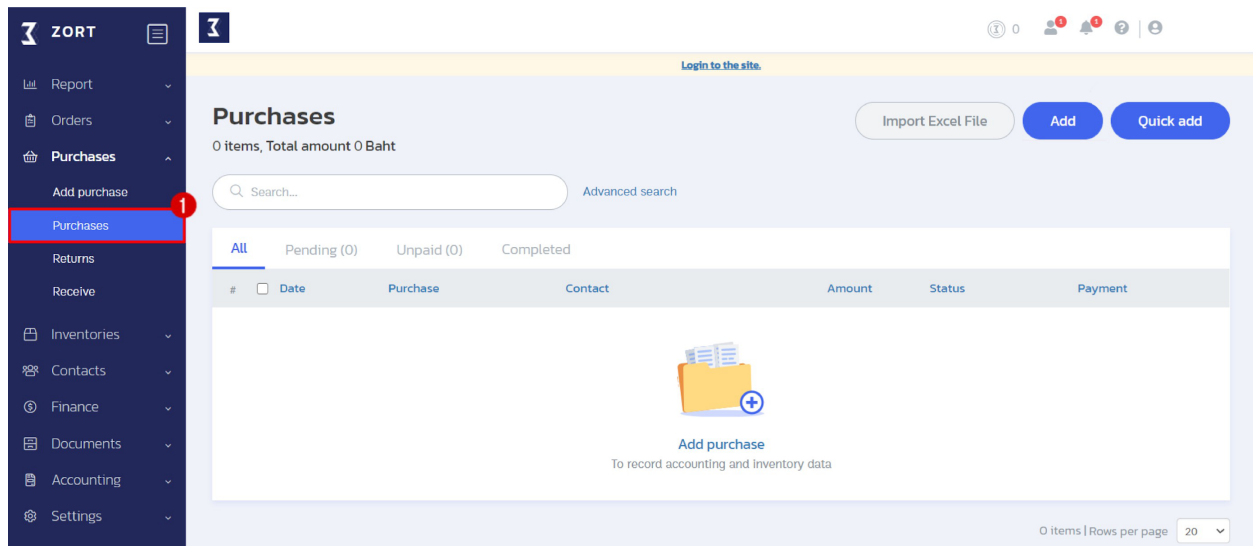 ZORT
0
1
1
Login to the site.
Report
Orders
Purchases
Add purchase
1
Purchases
Returns
Receive
Inventories
Contacts
Finance
Documents
Accounting
Settings
Purchases
Import Excel File
Add
Quick add
0 items, Total amount 0 Baht
Search...
Advanced search
All Pending (0) Unpaid (0) Completed
# Date Purchase Contact Amount Status Payment
Add purchase
To record accounting and inventory data
0 items | Rows per page 20